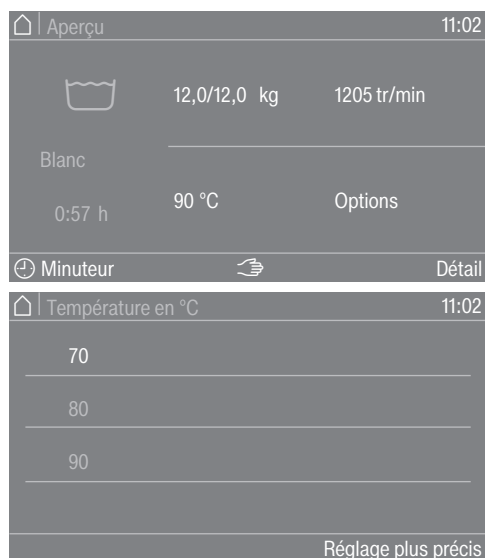 Aperçu 11:02
12,0/12,0 kg 1205 tr/min
Blanc
90 °C Options
0:57 h
Minuteur Détail
Température en °C 11:02
70
80
90
Réglage plus précis